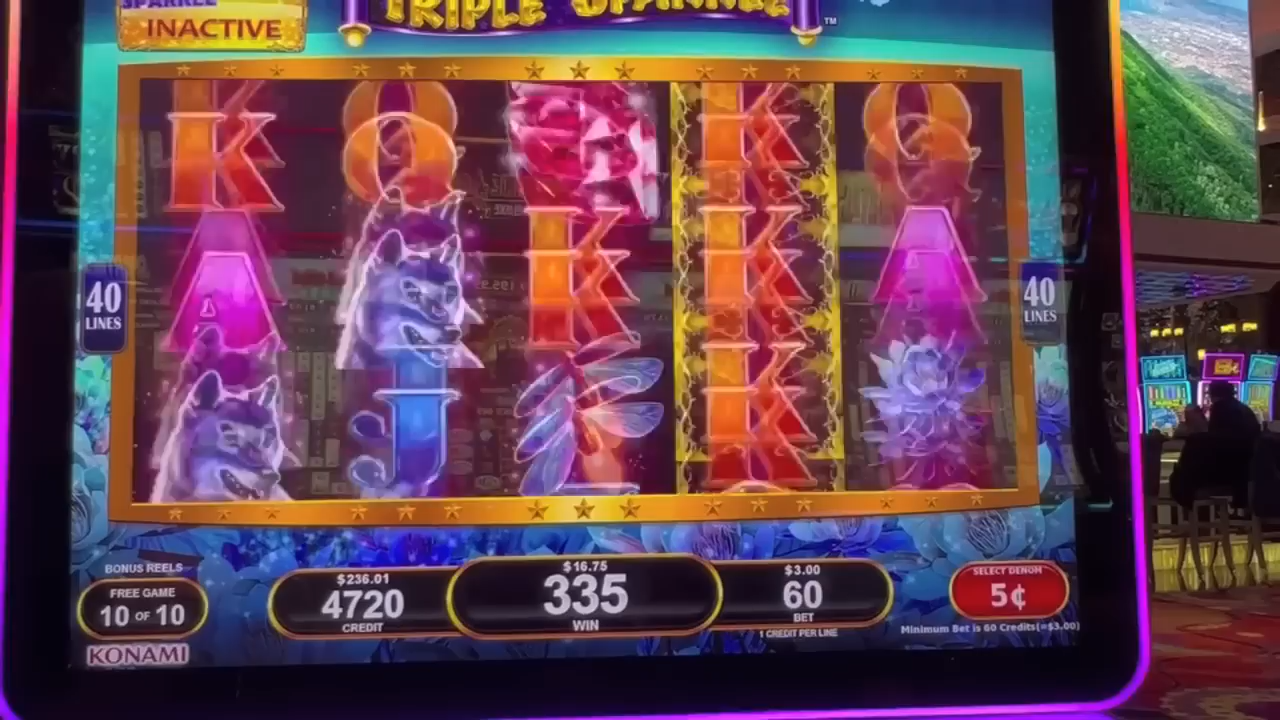 SPARKLE
INACTIVE
TRIPLE SPARKLE
TM
K
Q
K
Q
A
K
K
A
J
K
40
LINES
40
LINES
BONUS REELS
FREE GAME
10 OF 10
$236.01
4720
CREDIT
$16.75
335
WIN
$3.00
60
BET
1 CREDIT PER LINE
SELECT DENOM
5¢
Minimum Bet is 60 Credits(=$3.00)
KONAMI